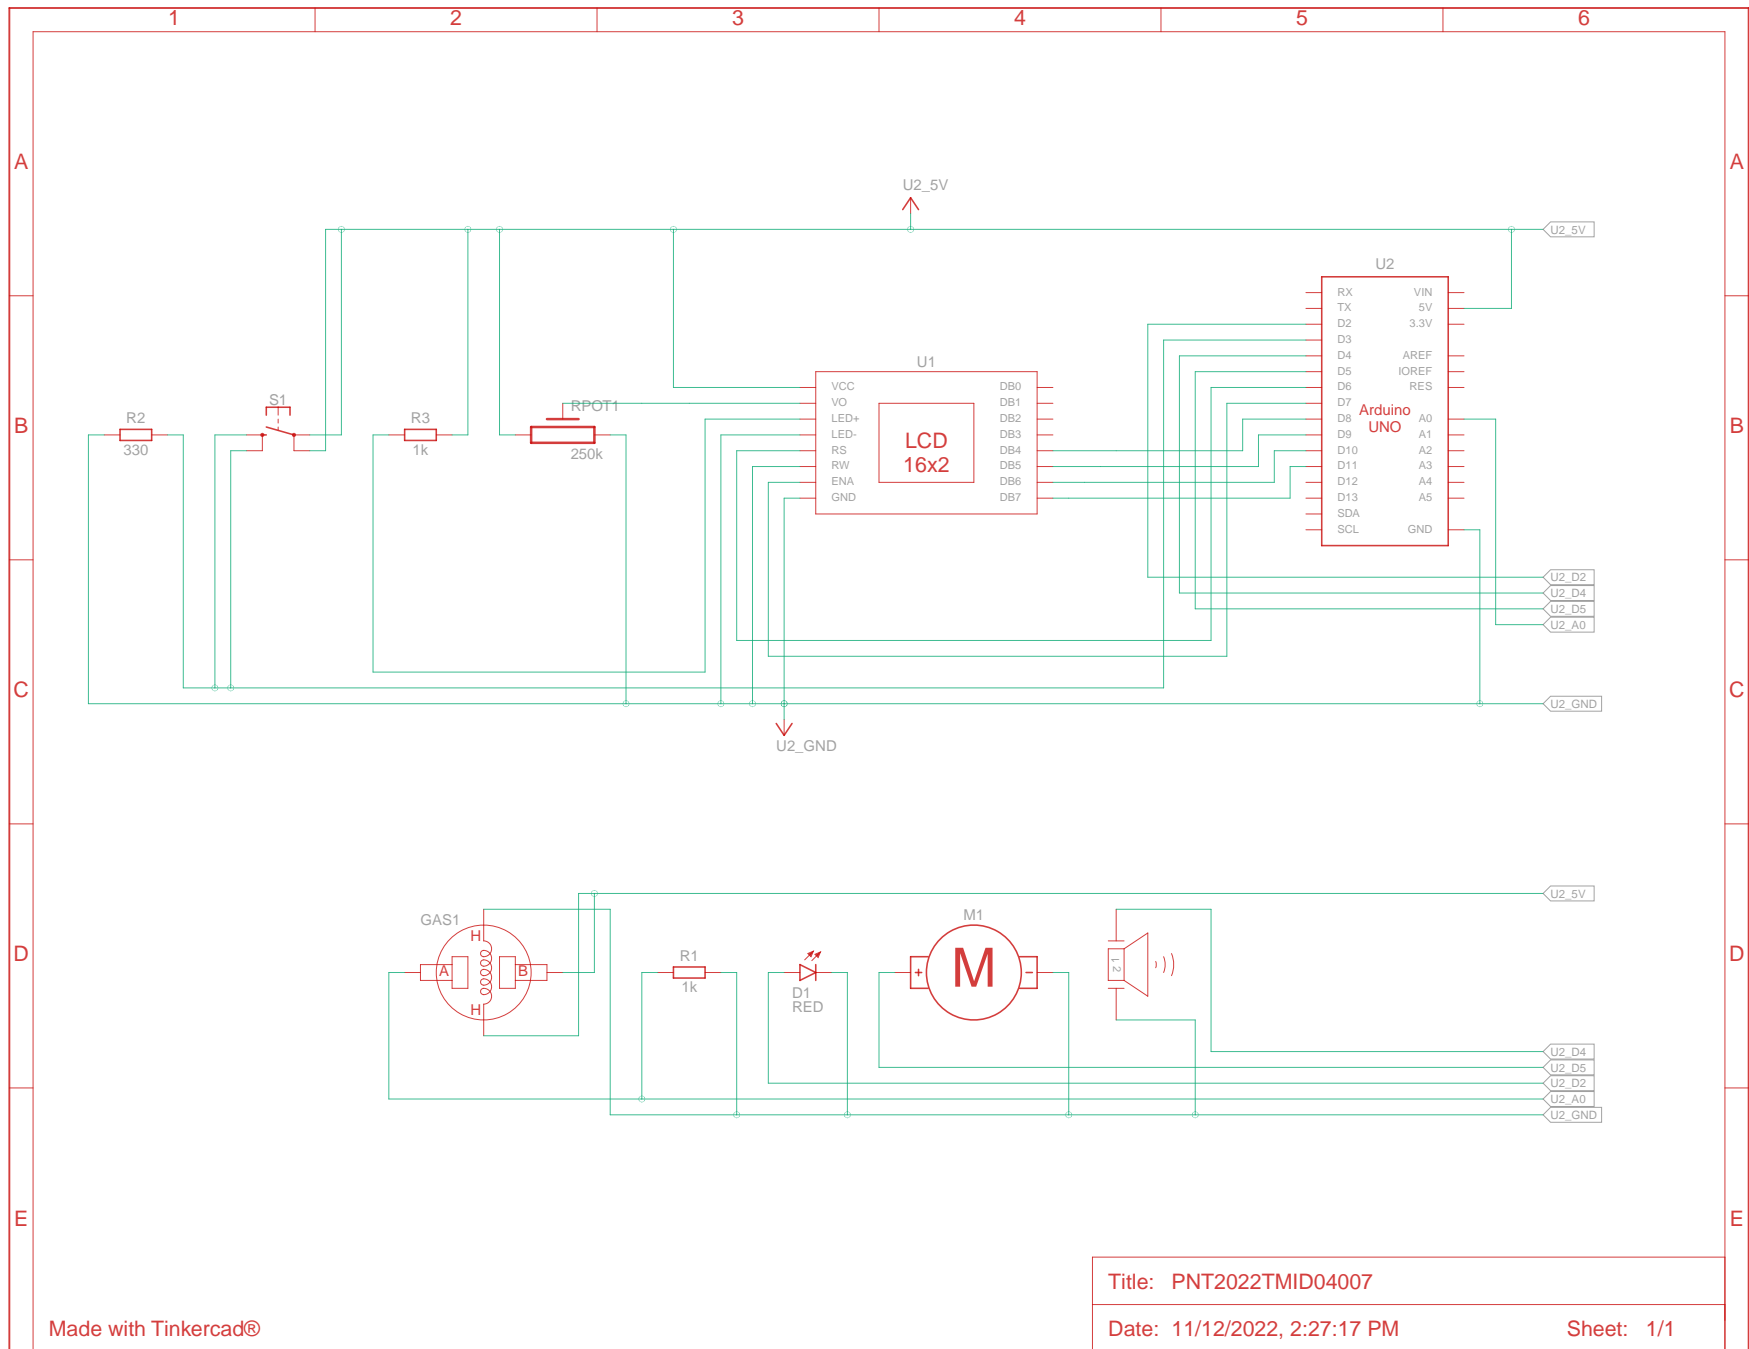 1 2 3 4 5 6
A A
U2_5V
U2_5V
U2
RX VIN
TX 5V
D2 3.3V
D3
D4 AREF
D5 IOREF
D6 RES
D7
D8 A0
D9 A1
D10 A2
D11 A3
D12 A4
D13 A5
SDA
SCL GND
Arduino
UNO
U1
VCC DB0
VO DB1
LED+ DB2
LED- DB3
RS DB4
RW DB5
ENA DB6
GND DB7
LCD
16x2
B B
R2
330
S1
R3
1k
RPOT1
250k
U2_D2
U2_D4
U2_D5
U2_A0
C C
U2_GND
U2_GND
U2_5V
D D
GAS1
H
A B
H
R1
1k
D1
RED
M1
+ M -
1 2
U2_D4
U2_D5
U2_D2
U2_A0
U2_GND
E E
Title: PNT2022TMID04007
Made with Tinkercad®
Date: 11/12/2022, 2:27:17 PM Sheet: 1/1